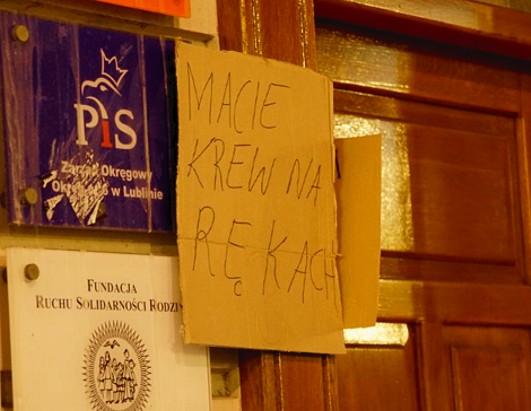 PiS
Zarząd Okręgowy
w Lublinie
MACIE
KREW NA
RĘKACH
FUNDACJA
RUCHU SOLIDARNOŚCI RODZIN